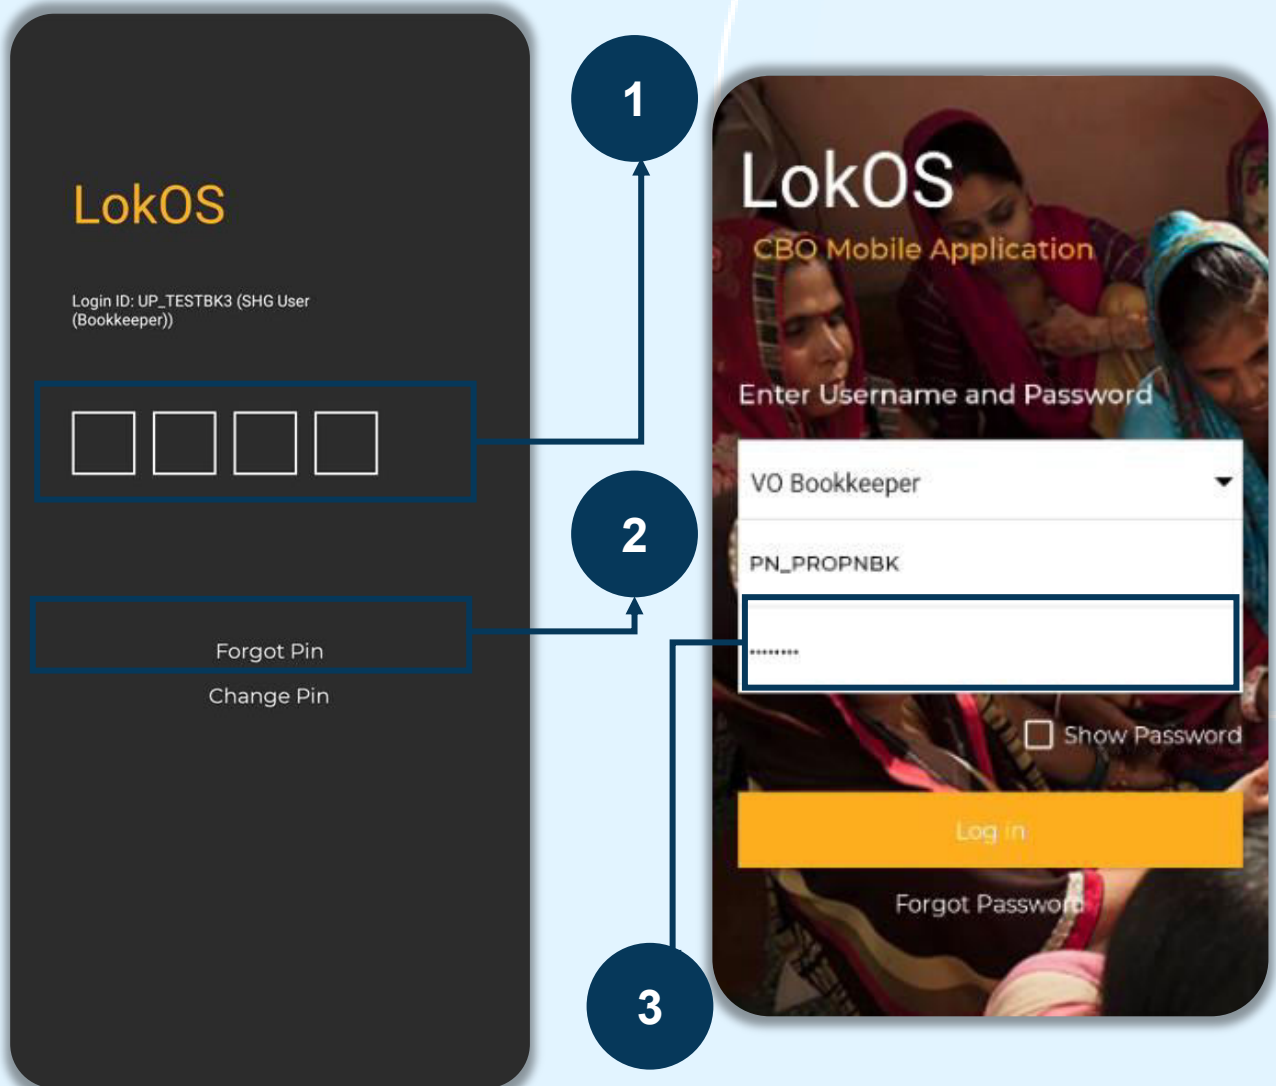 LokOS
Login ID: UP_TESTBK3 (SHG User
(Bookkeeper))
Forgot Pin
Change Pin
1
2
3
LokOS
CBO Mobile Application
Enter Username and Password
VO Bookkeeper
PN_PROPNBK
********
Show Password
Log in
Forgot Password